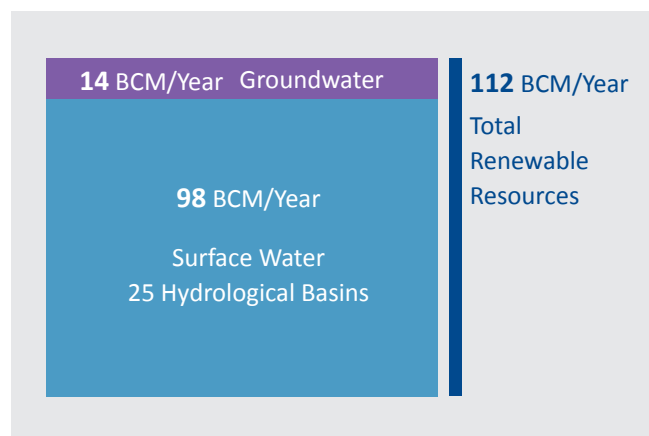 14 BCM/Year Groundwater
98 BCM/Year
Surface Water
25 Hydrological Basins
112 BCM/Year
Total
Renewable
Resources